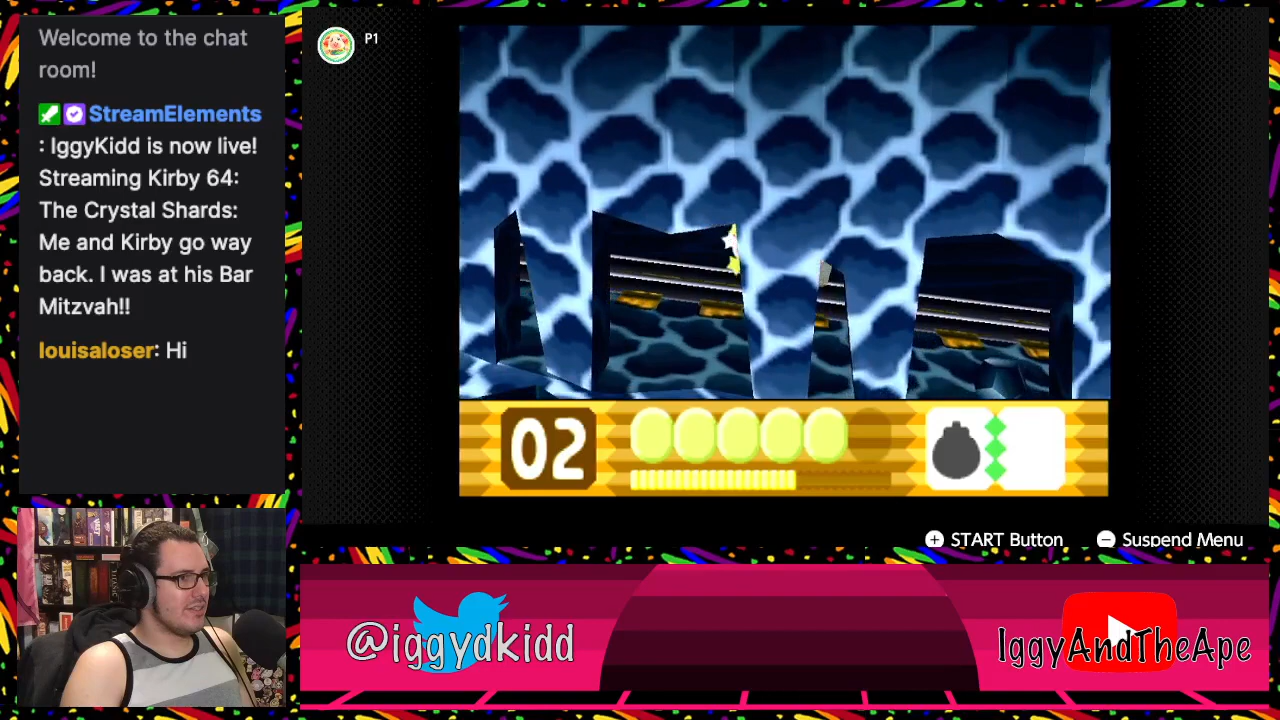 Welcome to the chat
room!
StreamElements
: IggyKidd is now live!
Streaming Kirby 64:
The Crystal Shards:
Me and Kirby go way
back. I was at his Bar
Mitzvah!!
louisaloser: Hi
P1
02
START Button
Suspend Menu
@iggydkidd
IggyAndTheApe